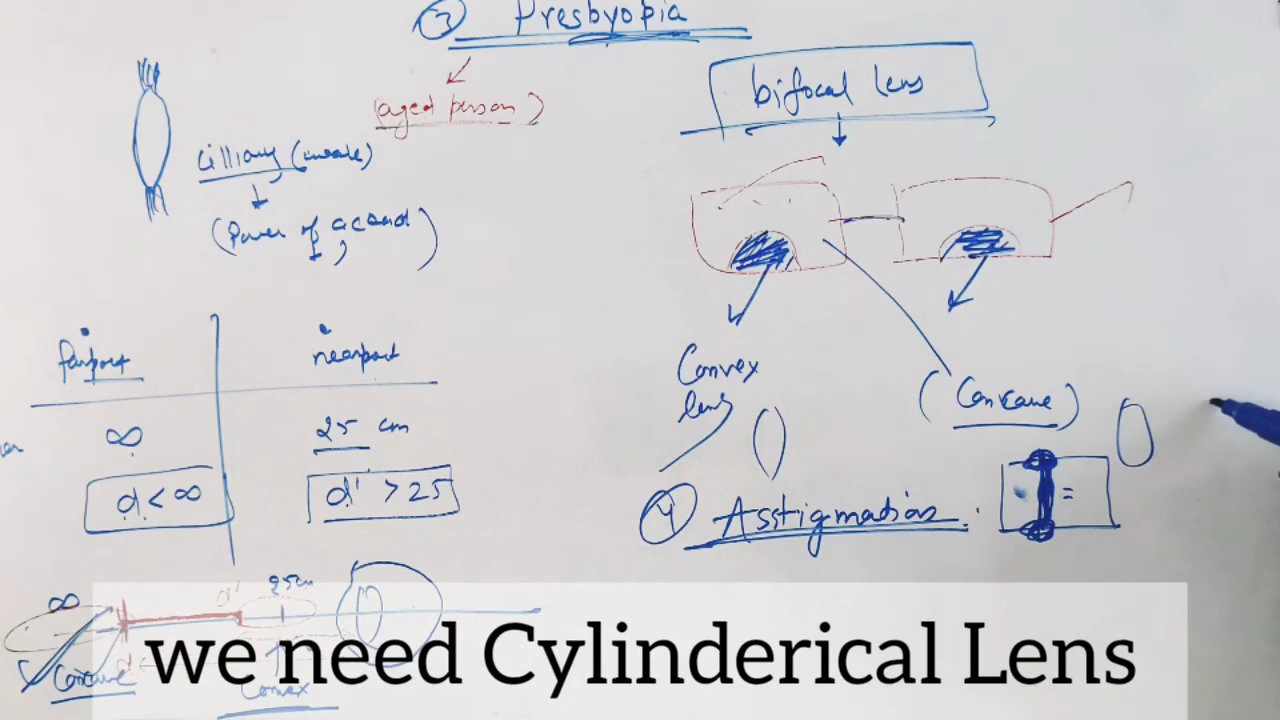 ③ Presbyopia
(aged person)
bifocal lens
Cilliary (muscle)
(Power of accomd)
farpoint
nearpoint
∞
25 cm
d < ∞
d' > 25
Convex
lens
(Concave)
④ Asstigmatism
=
∞
d'
25cm
d
Concave
Convex
we need Cylinderical Lens